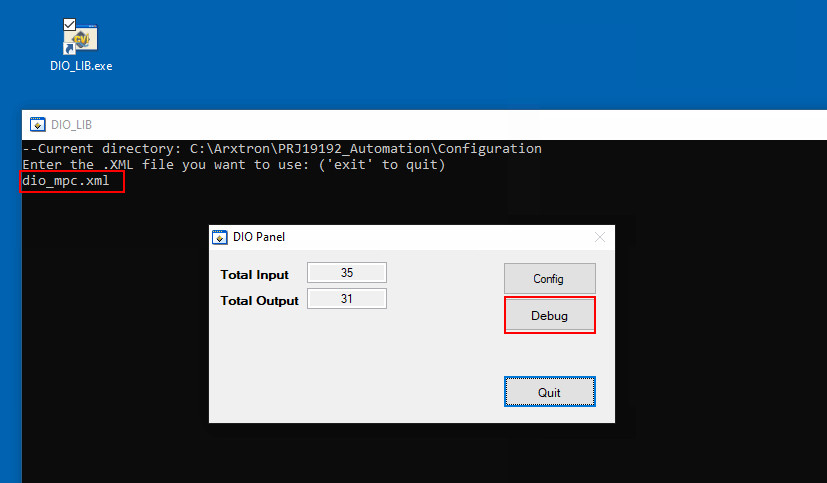 DIO_LIB.exe
DIO_LIB
--Current directory: C:\Arxtron\PRJ19192_Automation\Configuration
Enter the .XML file you want to use: ('exit' to quit)
dio_mpc.xml
DIO Panel
Total Input 35
Config
Total Output 31
Debug
Quit